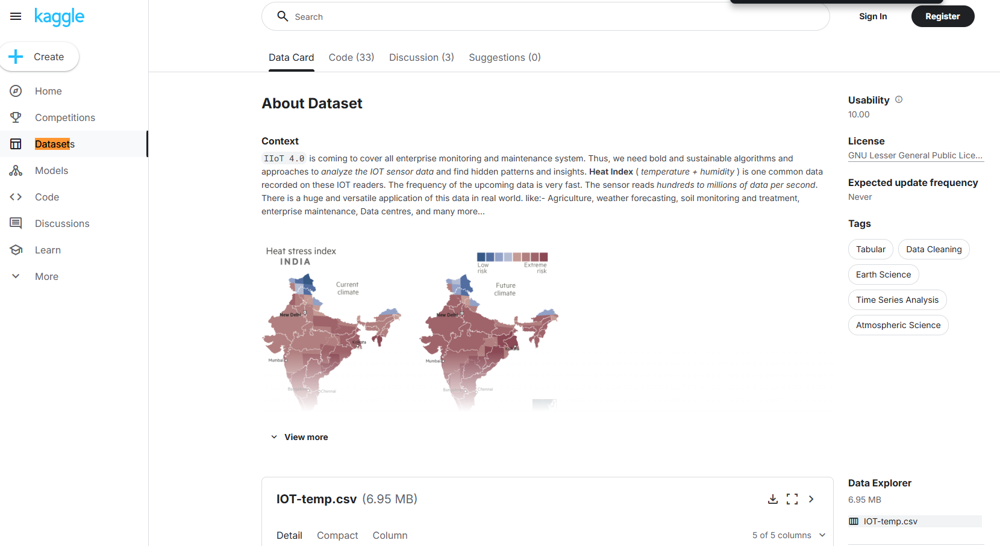 kaggle
Search
Sign In
Register
Create
Home
Competitions
Datasets
Models
Code
Discussions
Learn
More
Data Card
Code (33)
Discussion (3)
Suggestions (0)
About Dataset
Context
IIoT 4.0 is coming to cover all enterprise monitoring and maintenance system. Thus, we need bold and sustainable algorithms and
approaches to analyze the IOT sensor data and find hidden patterns and insights. Heat Index ( temperature + humidity ) is one common data
recorded on these IOT readers. The frequency of the upcoming data is very fast. The sensor reads hundreds to millions of data per second.
There is a huge and versatile application of this data in real world. like:- Agriculture, weather forecasting, soil monitoring and treatment,
enterprise maintenance, Data centres, and many more...
Heat stress index
INDIA
Current
climate
New Delhi
Kolkata
Mumbai
Chennai
Low
risk
Extreme
risk
Future
climate
New Delhi
Kolkata
Mumbai
Chennai
View more
IOT-temp.csv (6.95 MB)
Detail
Compact
Column
5 of 5 columns
Usability
10.00
License
GNU Lesser General Public Lice...
Expected update frequency
Never
Tags
Tabular
Data Cleaning
Earth Science
Time Series Analysis
Atmospheric Science
Data Explorer
6.95 MB
IOT-temp.csv